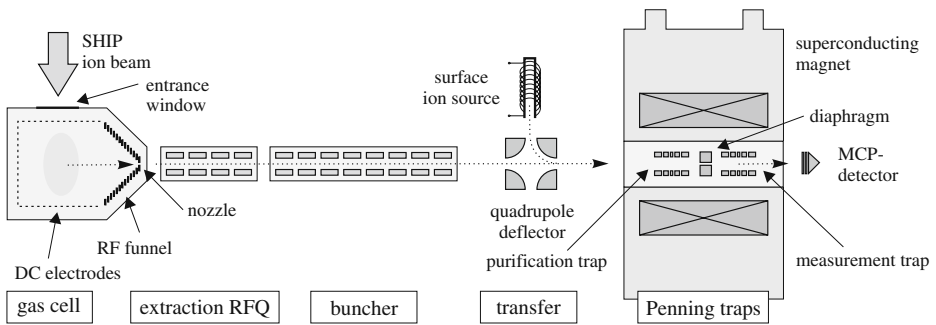 SHIP
ion beam
entrance
window
surface
ion source
superconducting
magnet
diaphragm
MCP-
detector
nozzle
RF funnel
DC electrodes
quadrupole
deflector
purification trap
measurement trap
gas cell
extraction RFQ
buncher
transfer
Penning traps